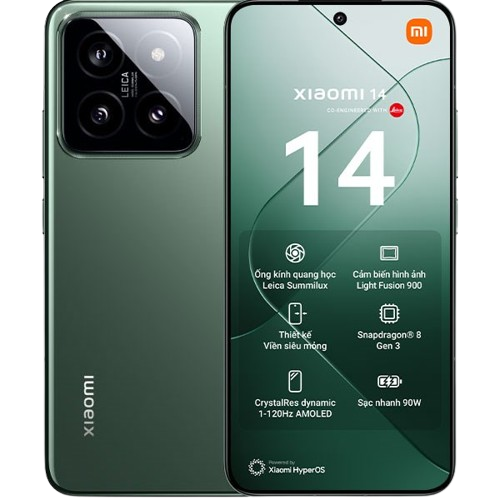 LEICA
xiaomi
mi
xiaomi 14
CO-ENGINEERED WITH Leica
14
Ống kính quang học
Leica Summilux
Cảm biến hình ảnh
Light Fusion 900
Thiết kế
Viền siêu mỏng
Snapdragon® 8
Gen 3
CrystalRes dynamic
1-120Hz AMOLED
Sạc nhanh 90W
Powered by
Xiaomi HyperOS